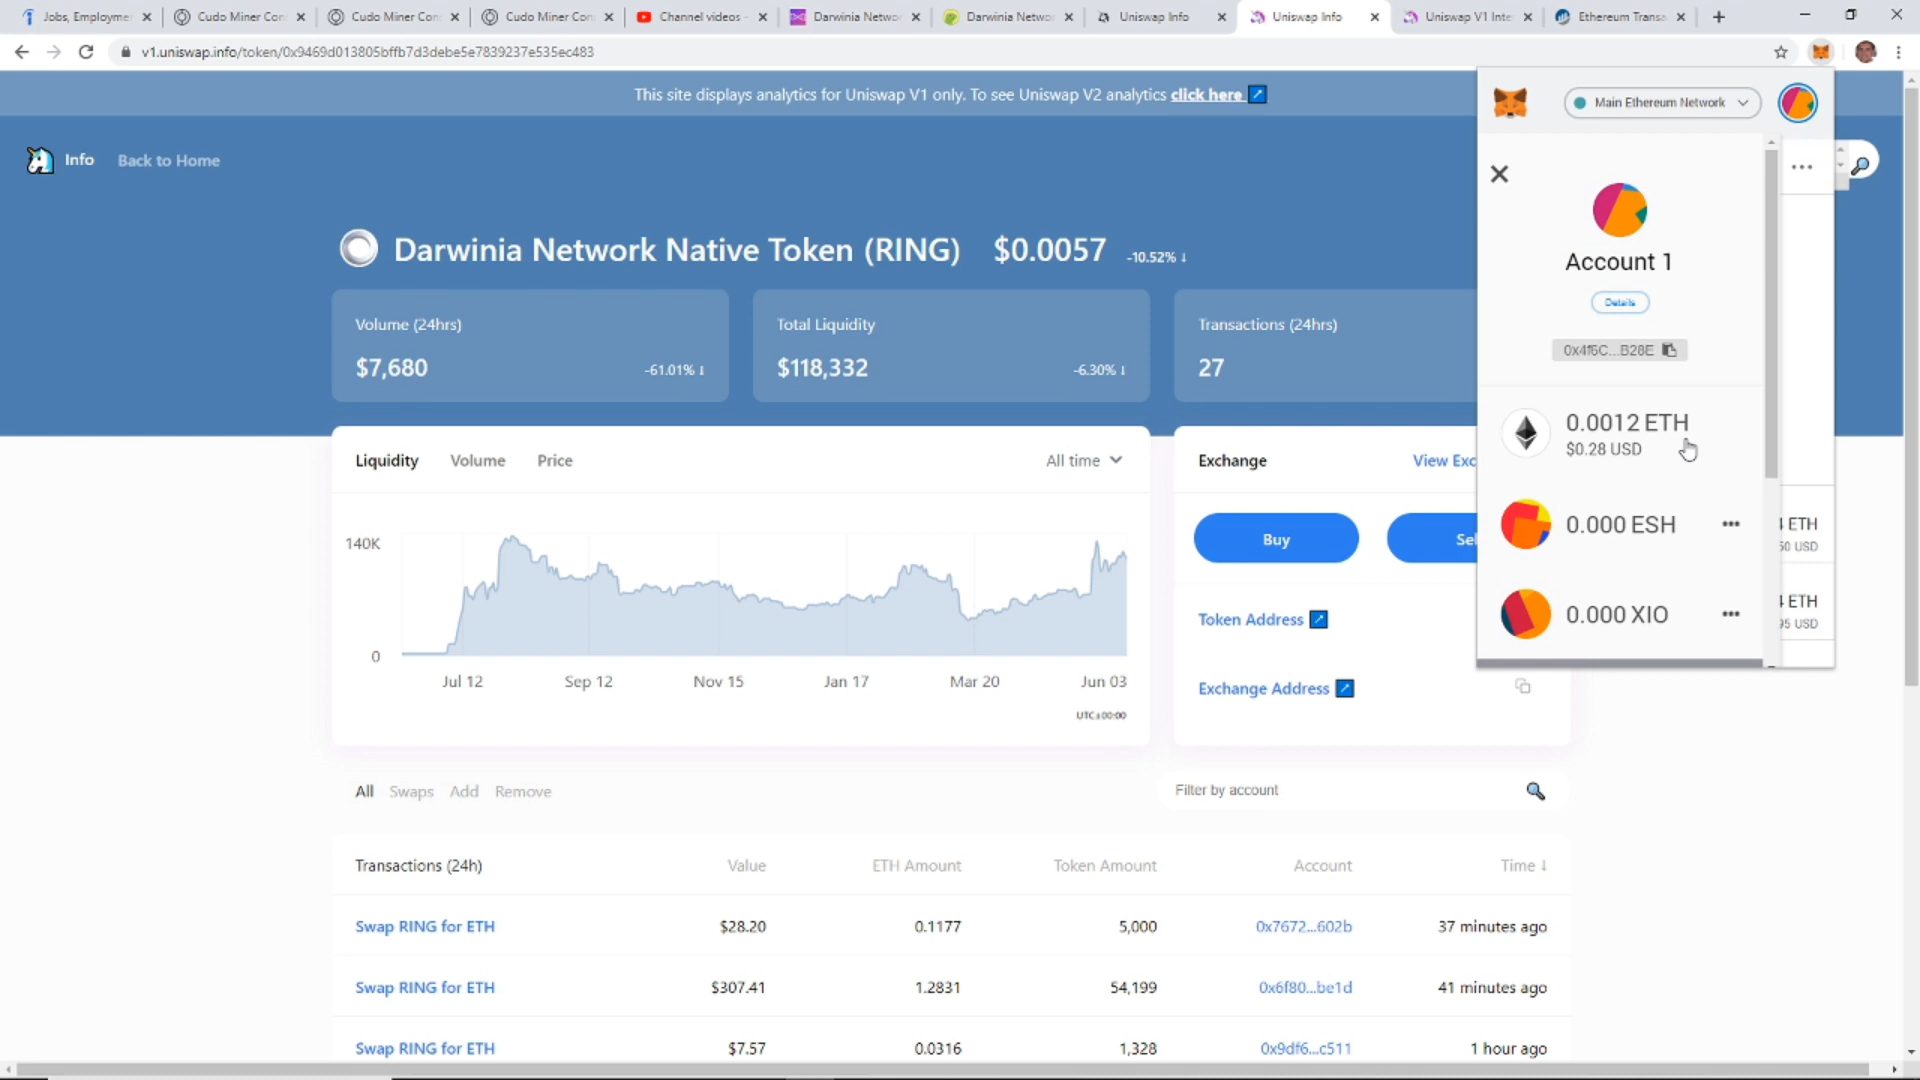 Jobs, Employme
Cudo Miner Con
Cudo Miner Con
Cudo Miner Con
Channel videos -
Darwinia Netwo
Darwinia Networ
Uniswap Info
Uniswap Info
Uniswap V1 Inte
Ethereum Transa
v1.uniswap.info/token/0x9469d013805bffb7d3debe5e7839237e535ec483
This site displays analytics for Uniswap V1 only. To see Uniswap V2 analytics click here
Main Ethereum Network
Info
Back to Home
Account 1
Details
0x4f6C...B28E
Darwinia Network Native Token (RING)
$0.0057
-10.52% ↓
Volume (24hrs)
$7,680
-61.01% ↓
Total Liquidity
$118,332
-6.30% ↓
Transactions (24hrs)
27
0.0012 ETH
$0.28 USD
0.000 ESH
0.000 XIO
4 ETH
50 USD
4 ETH
95 USD
Liquidity
Volume
Price
All time
140K
0
Jul 12
Sep 12
Nov 15
Jan 17
Mar 20
Jun 03
UTC±00:00
Exchange
View Exc
Buy
Sel
Token Address
Exchange Address
All
Swaps
Add
Remove
Filter by account
Transactions (24h)
Value
ETH Amount
Token Amount
Account
Time ↓
Swap RING for ETH
$28.20
0.1177
5,000
0x7672...602b
37 minutes ago
Swap RING for ETH
$307.41
1.2831
54,199
0x6f80...be1d
41 minutes ago
Swap RING for ETH
$7.57
0.0316
1,328
0x9df6...c511
1 hour ago